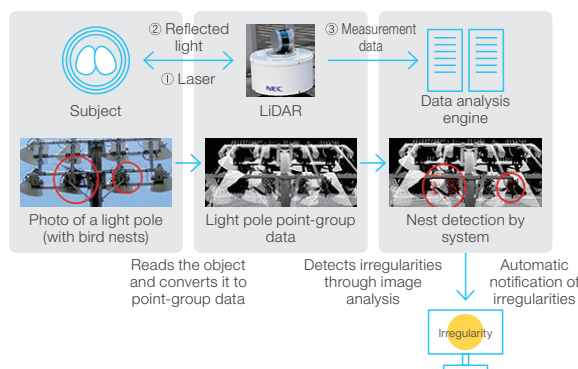 ② Reflected
light
① Laser
③ Measurement
data
NEC
Subject
LiDAR
Data analysis
engine
Photo of a light pole
(with bird nests)
Light pole point-group
data
Nest detection by
system
Reads the object
and converts it to
point-group data
Detects irregularities
through image
analysis
Automatic
notification of
irregularities
Irregularity